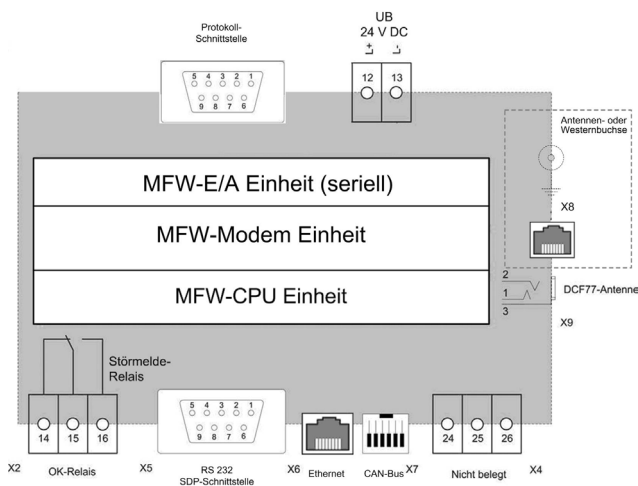 Protokoll-
Schnittstelle
UB
24 V DC
+ -
5 4 3 2 1
9 8 7 6
12 13
Antennen- oder
Westernbuchse
MFW-E/A Einheit (seriell)
X8
MFW-Modem Einheit
MFW-CPU Einheit
2
1
3
DCF77-Antenne
X9
Störmelde-
Relais
14 15 16
5 4 3 2 1
9 8 7 6
24 25 26
X2 OK-Relais X5 RS 232 X6 Ethernet CAN-Bus X7 Nicht belegt X4
SDP-Schnittstelle